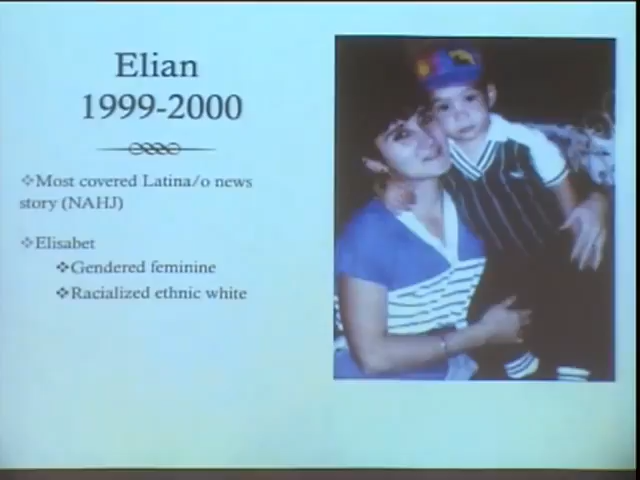 Elian
1999-2000
❖Most covered Latina/o news
story (NAHJ)
❖Elisabet
❖Gendered feminine
❖Racialized ethnic white